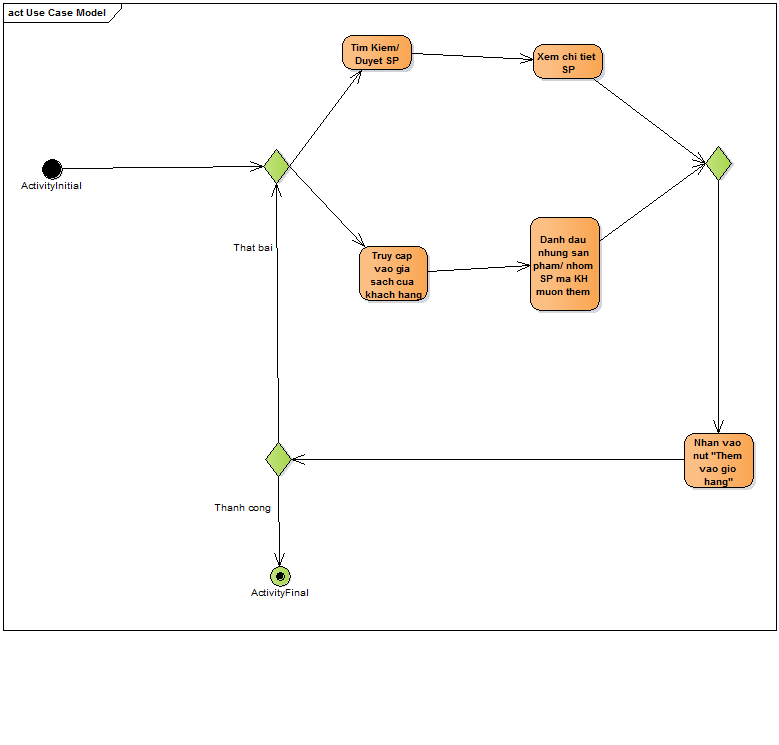 act Use Case Model
Tim Kiem/
Duyet SP
Xem chi tiet
SP
ActivityInitial
That bai
Truy cap
vao gia
sach cua
khach hang
Danh dau
nhung san
pham/ nhom
SP ma KH
muon them
Nhan vao
nut "Them
vao gio
hang"
Thanh cong
ActivityFinal